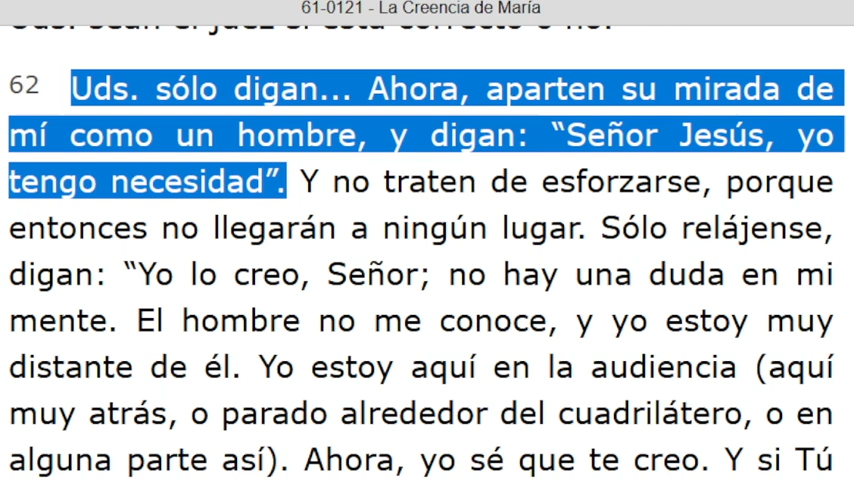 61-0121 - La Creencia de María
62 Uds. sólo digan... Ahora, aparten su mirada de
mí como un hombre, y digan: “Señor Jesús, yo
tengo necesidad”. Y no traten de esforzarse, porque
entonces no llegarán a ningún lugar. Sólo relájense,
digan: “Yo lo creo, Señor; no hay una duda en mi
mente. El hombre no me conoce, y yo estoy muy
distante de él. Yo estoy aquí en la audiencia (aquí
muy atrás, o parado alrededor del cuadrilátero, o en
alguna parte así). Ahora, yo sé que te creo. Y si Tú